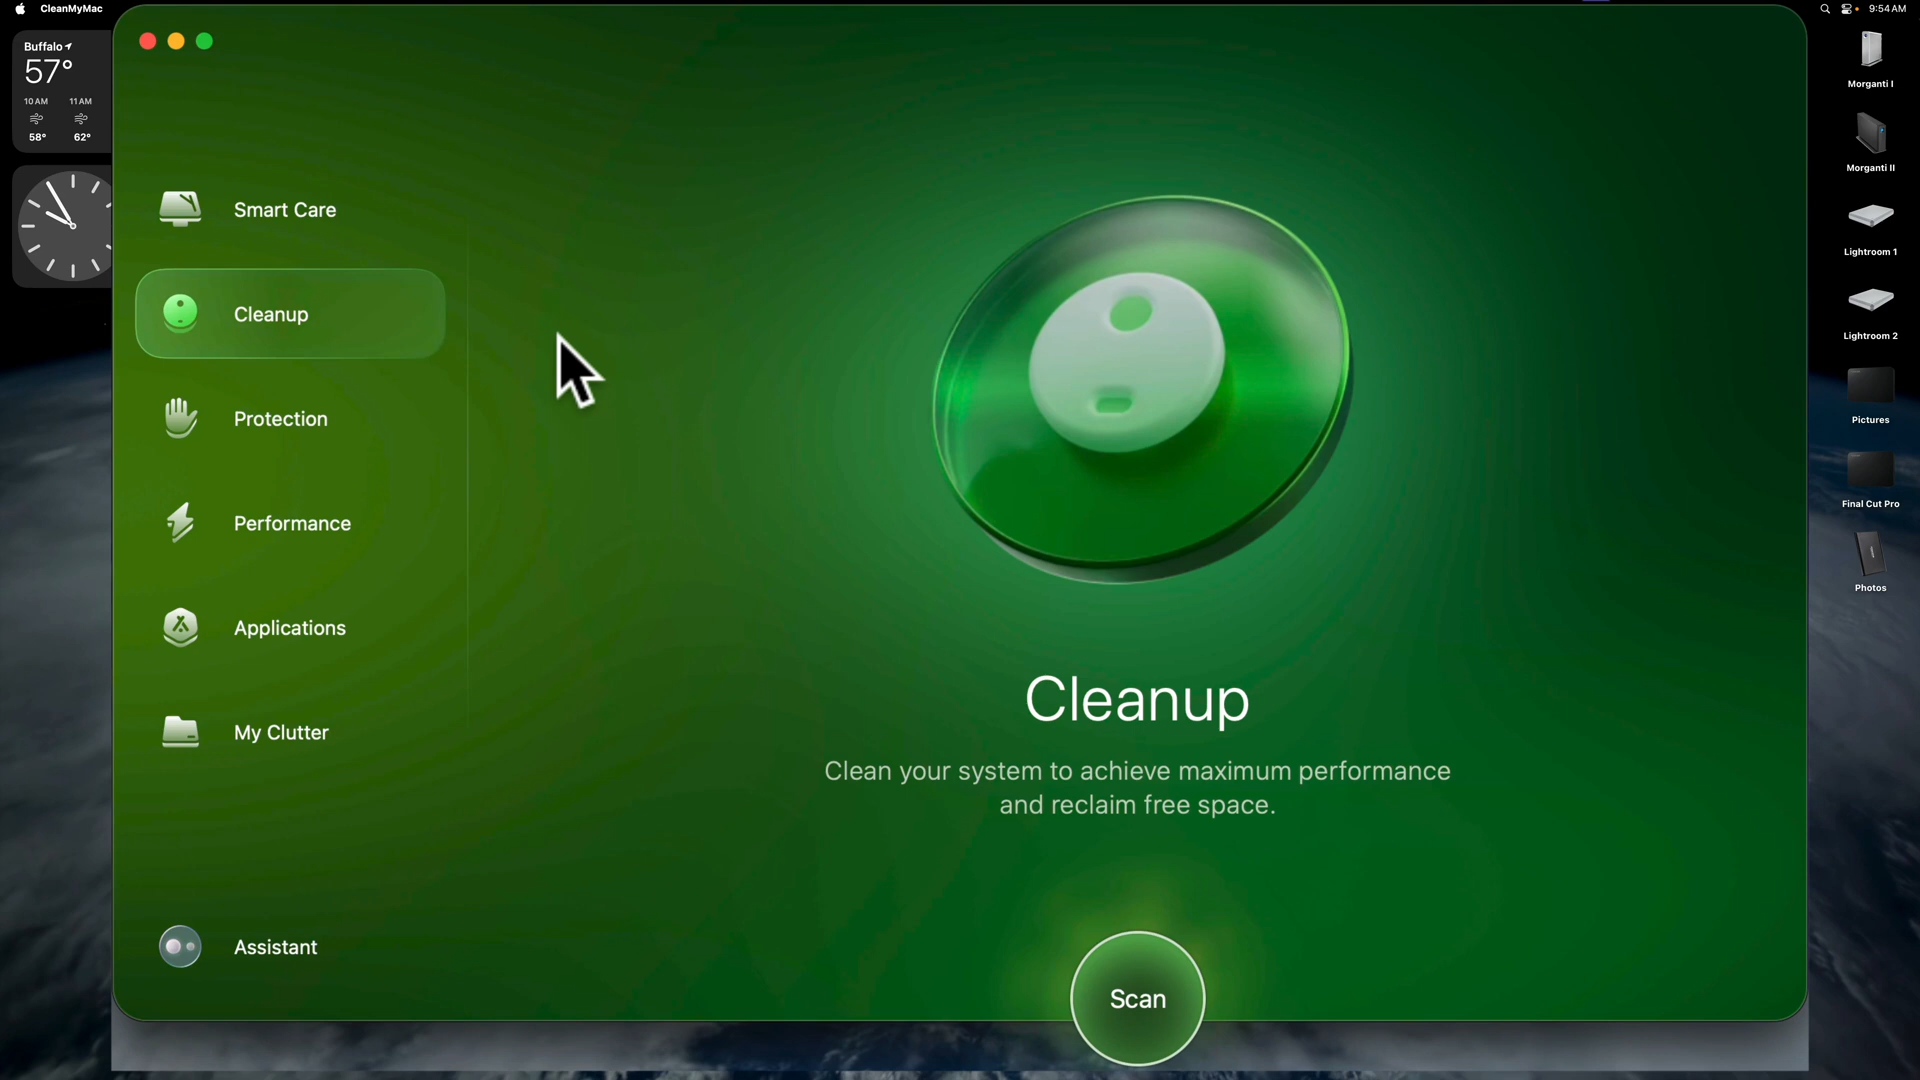 CleanMyMac
9:54 AM
Buffalo
57°
10 AM 11 AM
58° 62°
Smart Care
Cleanup
Protection
Performance
Applications
My Clutter
Assistant
Cleanup
Clean your system to achieve maximum performance
and reclaim free space.
Scan
Morganti I
Morganti II
Lightroom 1
Lightroom 2
Pictures
Final Cut Pro
Photos